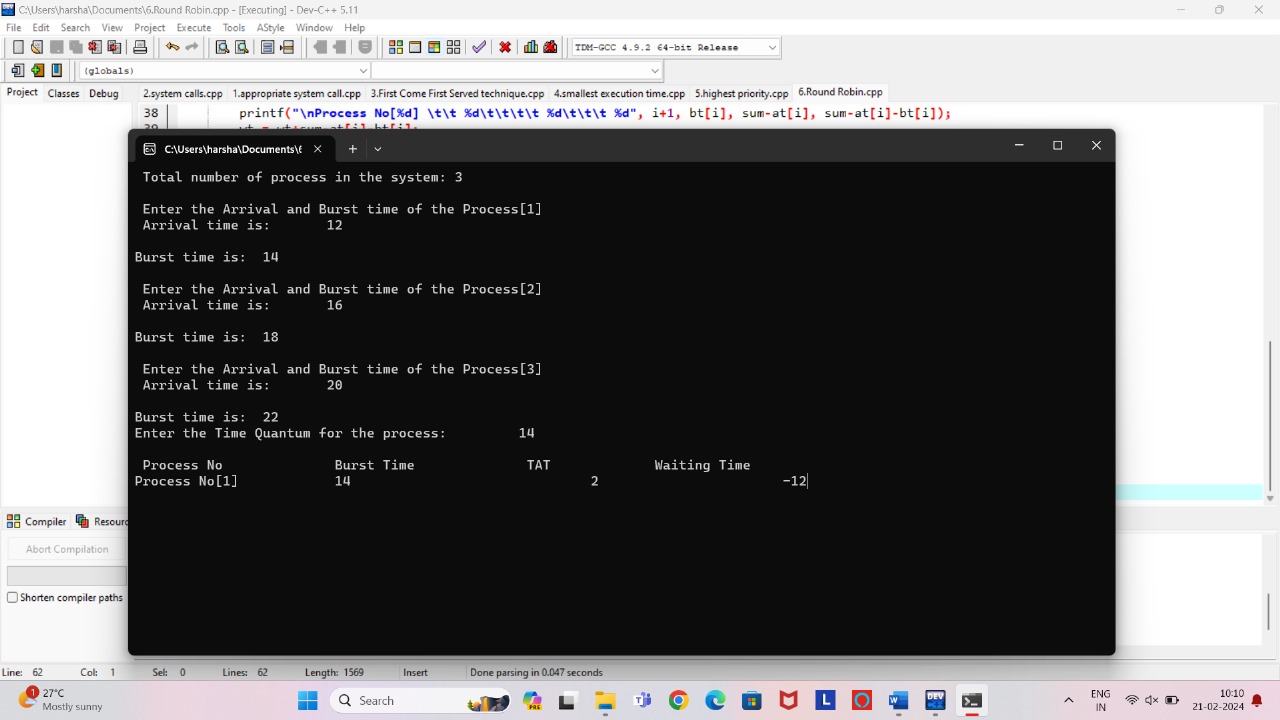 C:\Users\harsha\Documents\6.Round Robin.cpp - [Executing] - Dev-C++ 5.11
File Edit Search View Project Execute Tools AStyle Window Help
TDM-GCC 4.9.2 64-bit Release
(globals)
Project Classes Debug 2.system calls.cpp 1.appropriate system call.cpp 3.First Come First Served technique.cpp 4.smallest execution time.cpp 5.highest priority.cpp 6.Round Robin.cpp
38 printf("\nProcess No[%d] \t\t %d\t\t\t\t %d\t\t\t %d", i+1, bt[i], sum-at[i], sum-at[i]-bt[i]);
C:\Users\harsha\Documents\6
Total number of process in the system: 3
Enter the Arrival and Burst time of the Process[1]
Arrival time is: 12
Burst time is: 14
Enter the Arrival and Burst time of the Process[2]
Arrival time is: 16
Burst time is: 18
Enter the Arrival and Burst time of the Process[3]
Arrival time is: 20
Burst time is: 22
Enter the Time Quantum for the process: 14
Process No Burst Time TAT Waiting Time
Process No[1] 14 2 -12
Compiler Resourc
Abort Compilation
Shorten compiler paths
Line: 62 Col: 1 Sel: 0 Lines: 62 Length: 1569 Insert Done parsing in 0.047 seconds
1
27°C
Mostly sunny
Search
ENG
IN
10:10
21-02-2024